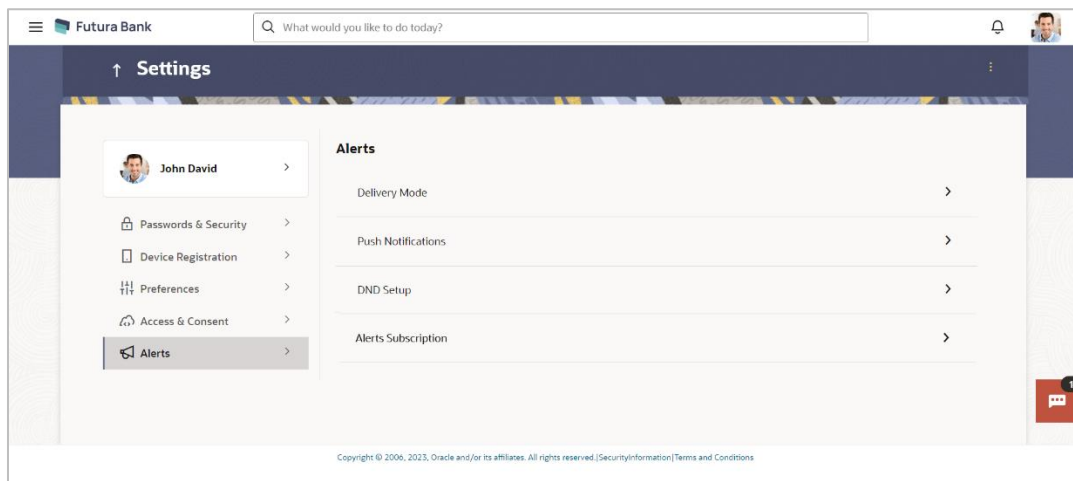 Futura Bank
What would you like to do today?
Settings
John David
Passwords & Security
Device Registration
Preferences
Access & Consent
Alerts
Alerts
Delivery Mode
Push Notifications
DND Setup
Alerts Subscription
1
Copyright © 2006, 2023, Oracle and/or its affiliates. All rights reserved.|SecurityInformation|Terms and Conditions